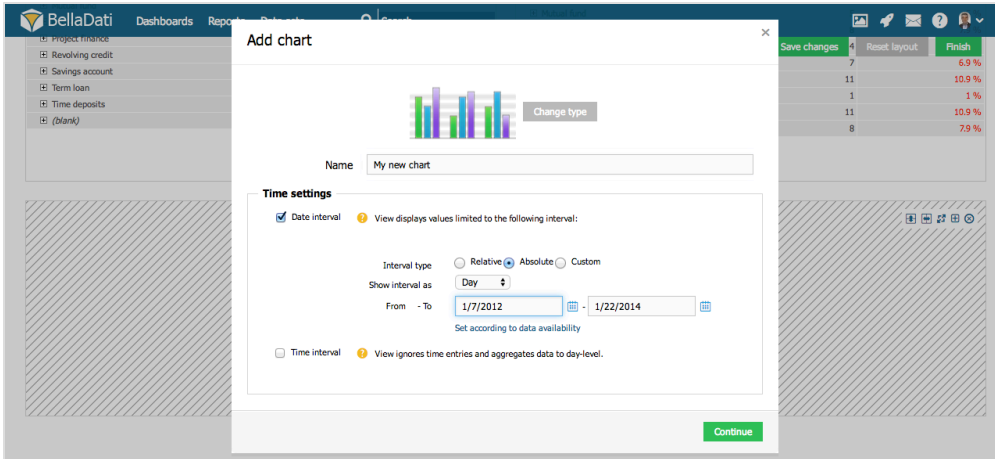 BellaDati Dashboards Reports Data sets Search
Project finance
Revolving credit
Savings account
Term loan
Time deposits
(blank)
Save changes 4 Reset layout Finish
7 6.9 %
11 10.9 %
1 1 %
11 10.9 %
8 7.9 %
Add chart
×
Change type
Name My new chart
Time settings
Date interval ? View displays values limited to the following interval:
Interval type Relative Absolute Custom
Show interval as Day
From - To 1/7/2012 - 1/22/2014
Set according to data availability
Time interval ? View ignores time entries and aggregates data to day-level.
Continue